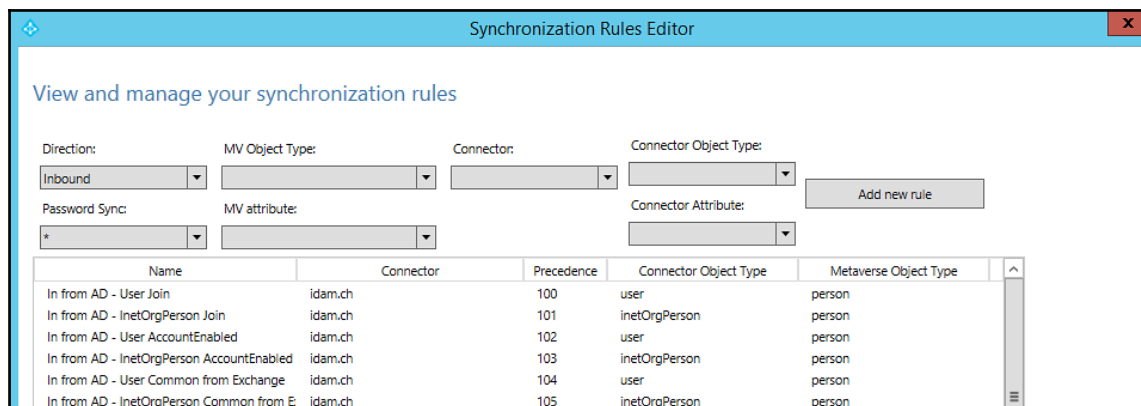 Synchronization Rules Editor
x
View and manage your synchronization rules
Direction: MV Object Type: Connector: Connector Object Type:
Inbound
Add new rule
Password Sync: MV attribute: Connector Attribute:
*
Name Connector Precedence Connector Object Type Metaverse Object Type
In from AD - User Join idam.ch 100 user person
In from AD - InetOrgPerson Join idam.ch 101 inetOrgPerson person
In from AD - User AccountEnabled idam.ch 102 user person
In from AD - InetOrgPerson AccountEnabled idam.ch 103 inetOrgPerson person
In from AD - User Common from Exchange idam.ch 104 user person
In from AD - InetOrgPerson Common from E idam.ch 105 inetOrgPerson person